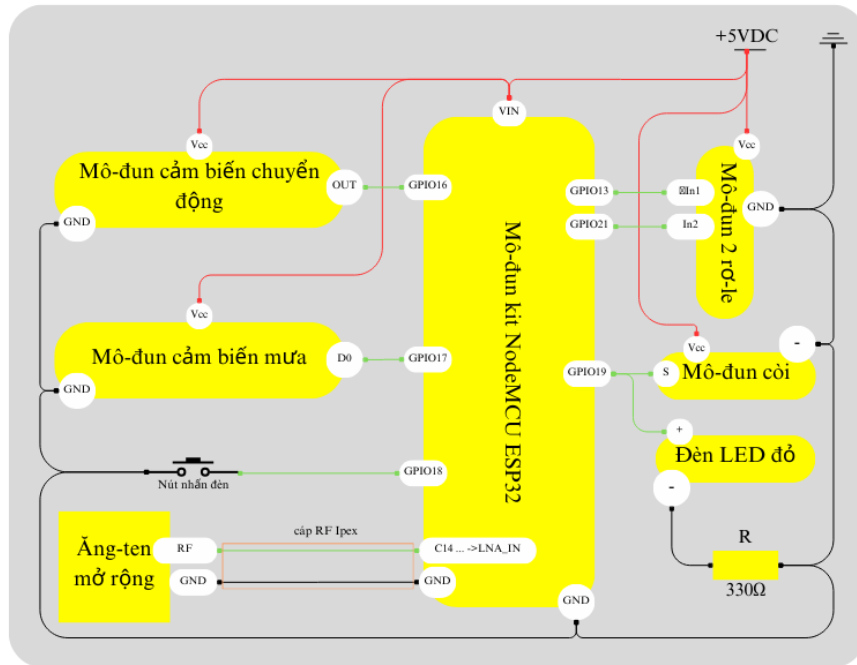 +5VDC
VIN
Vcc
Vcc
Mô-đun cảm biến chuyển
động
OUT
GPIO16
GPIO13
In1
GND
GND
GPIO21
In2
Mô-đun 2 rơ-le
Mô-đun kit NodeMCU ESP32
Vcc
Vcc
-
Mô-đun cảm biến mưa
D0
GPIO17
GPIO19
S
Mô-đun còi
GND
+
Đèn LED đỏ
GPIO18
Nút nhấn đèn
-
cáp RF Ipex
R
Ăng-ten
mở rộng
RF
C14 ... ->LNA_IN
GND
GND
330Ω
GND